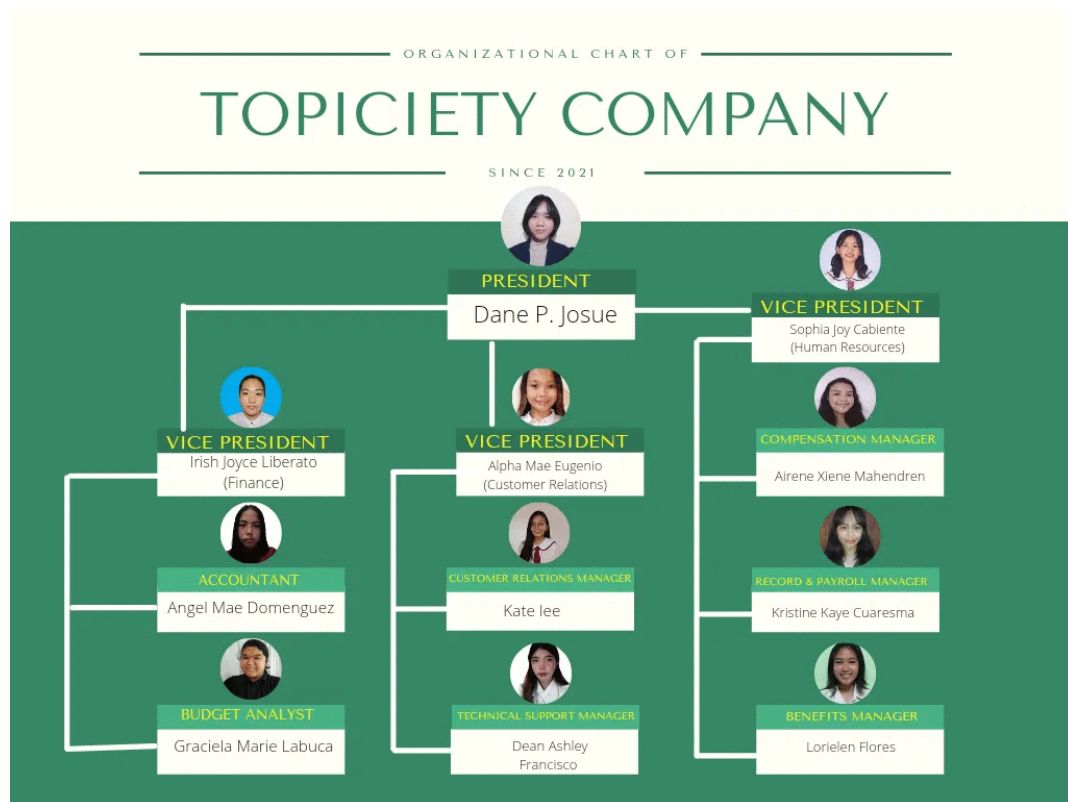 ORGANIZATIONAL CHART OF
TOPICIETY COMPANY
SINCE 2021
PRESIDENT
Dane P. Josue
VICE PRESIDENT
Sophia Joy Cabiente
(Human Resources)
VICE PRESIDENT
Irish Joyce Liberato
(Finance)
VICE PRESIDENT
Alpha Mae Eugenio
(Customer Relations)
COMPENSATION MANAGER
Airene Xiene Mahendren
ACCOUNTANT
Angel Mae Domenguez
CUSTOMER RELATIONS MANAGER
Kate lee
RECORD & PAYROLL MANAGER
Kristine Kaye Cuaresma
BUDGET ANALYST
Graciela Marie Labuca
TECHNICAL SUPPORT MANAGER
Dean Ashley
Francisco
BENEFITS MANAGER
Lorielen Flores